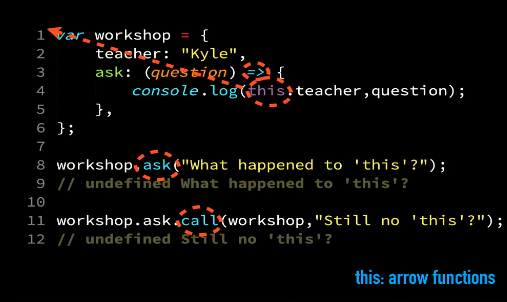 1 var workshop = {
2 teacher: "Kyle",
3 ask: (question) => {
4 console.log(this.teacher,question);
5 },
6 };
7
8 workshop.ask("What happened to 'this'?");
9 // undefined What happened to 'this'?
10
11 workshop.ask.call(workshop,"Still no 'this'?");
12 // undefined Still no 'this'?
this: arrow functions